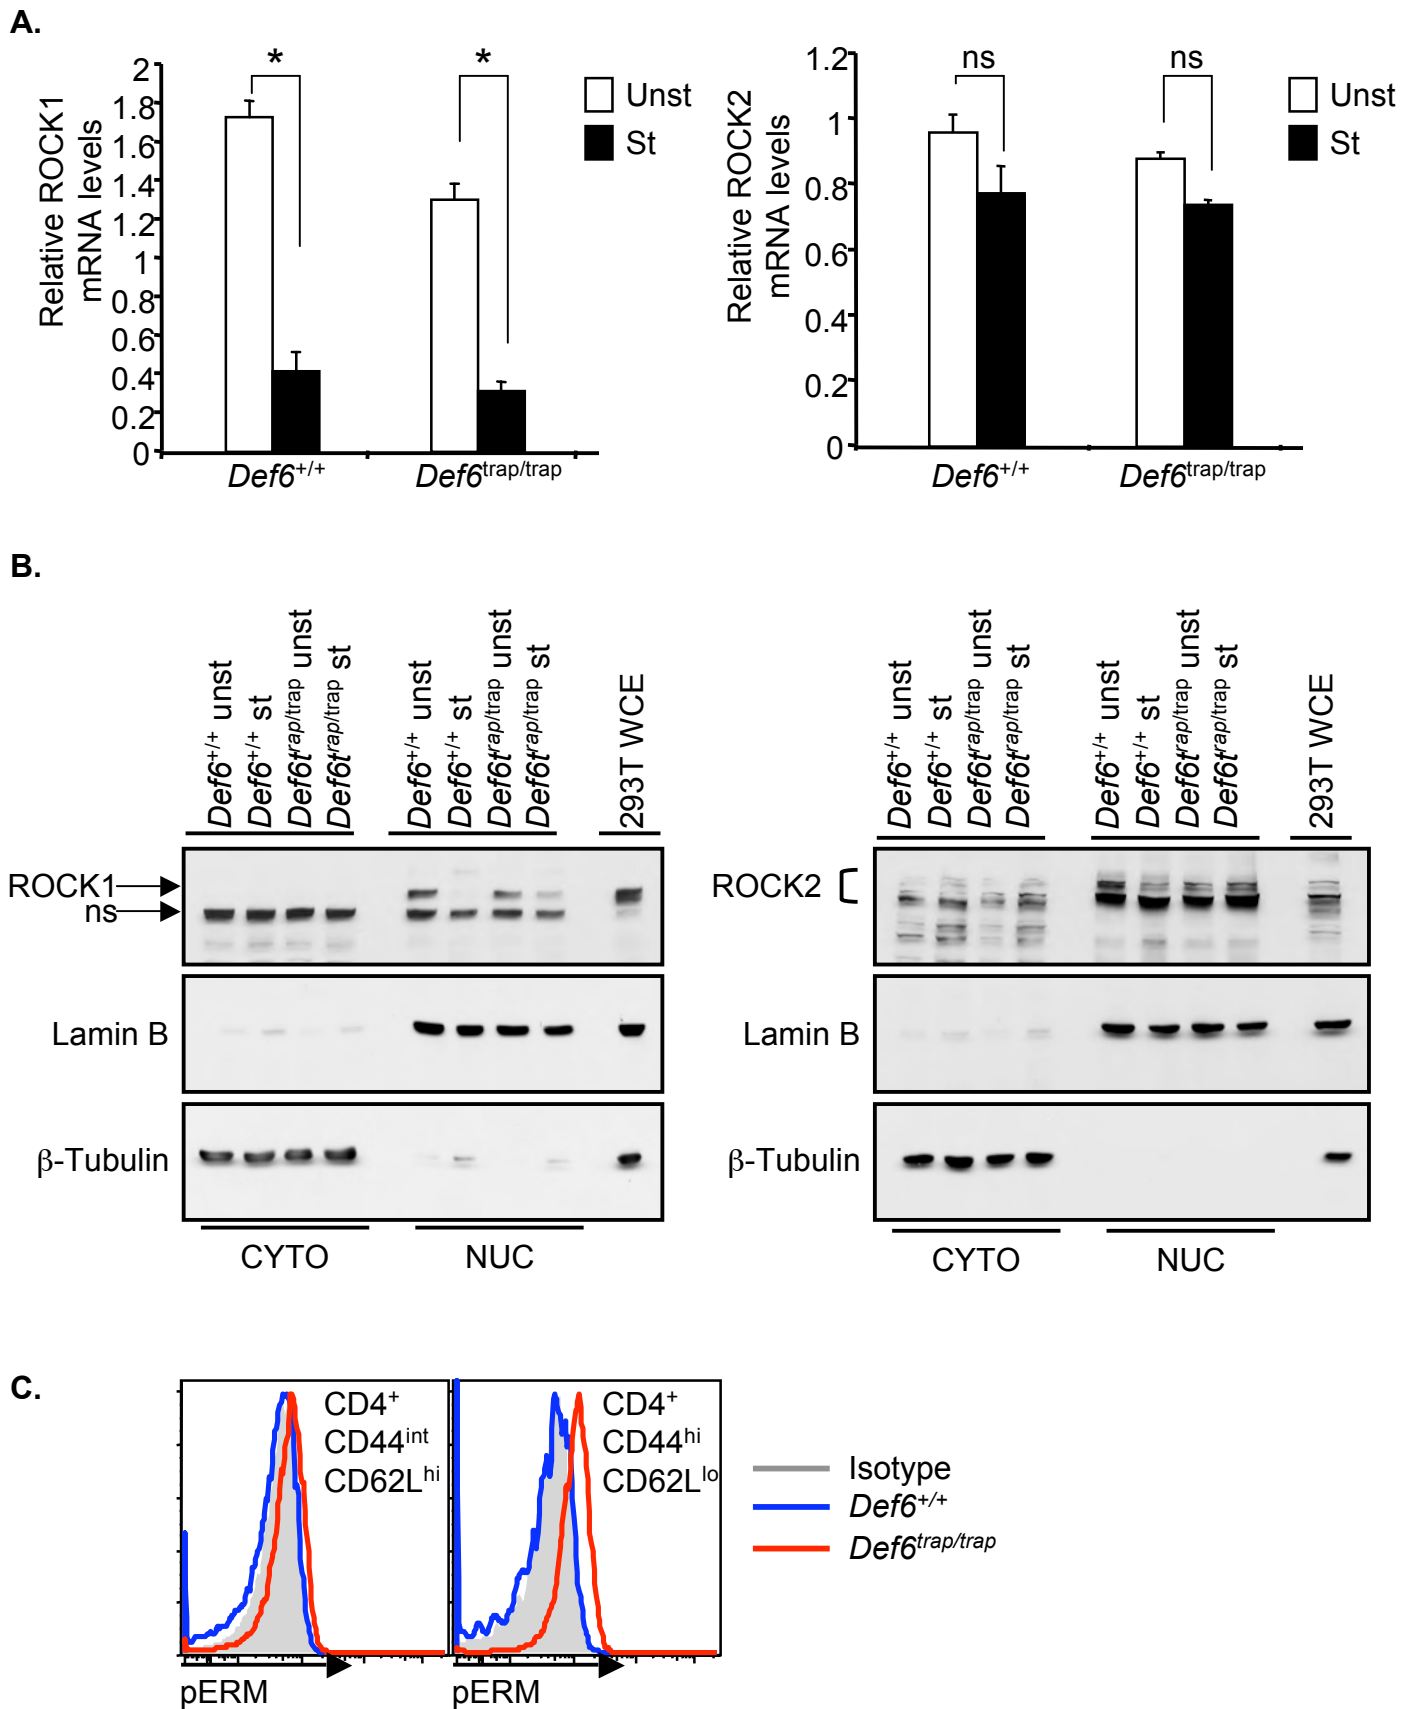 A.
Relative ROCK1
mRNA levels
2
1.8
1.6
1.4
1.2
1
0.8
0.6
0.4
0.2
0
*
*
Def6+/+
Def6trap/trap
Unst
St
Relative ROCK2
mRNA levels
1.2
1
0.8
0.6
0.4
0.2
0
ns
ns
Def6+/+
Def6trap/trap
Unst
St
B.
Def6+/+ unst
Def6+/+ st
Def6trap/trap unst
Def6trap/trap st
Def6+/+ unst
Def6+/+ st
Def6trap/trap unst
Def6trap/trap st
293T WCE
ROCK1
ns
Lamin B
β-Tubulin
CYTO
NUC
Def6+/+ unst
Def6+/+ st
Def6trap/trap unst
Def6trap/trap st
Def6+/+ unst
Def6+/+ st
Def6trap/trap unst
Def6trap/trap st
293T WCE
ROCK2
Lamin B
β-Tubulin
CYTO
NUC
C.
CD4+
CD44int
CD62Lhi
pERM
CD4+
CD44hi
CD62Llo
pERM
Isotype
Def6+/+
Def6trap/trap